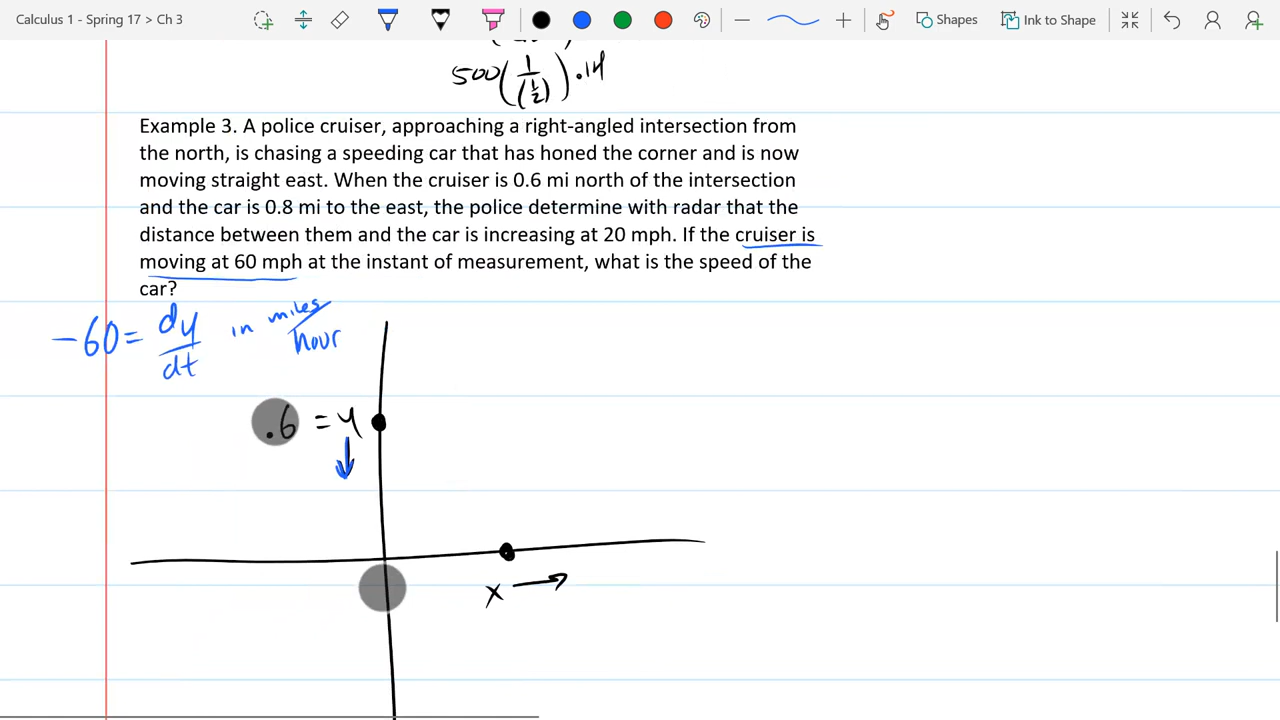 Calculus 1 - Spring 17 > Ch 3
Shapes
Ink to Shape
500(1/(1/2)) .14
Example 3. A police cruiser, approaching a right-angled intersection from
the north, is chasing a speeding car that has honed the corner and is now
moving straight east. When the cruiser is 0.6 mi north of the intersection
and the car is 0.8 mi to the east, the police determine with radar that the
distance between them and the car is increasing at 20 mph. If the cruiser is
moving at 60 mph at the instant of measurement, what is the speed of the
car?
-60 = dy/dt in miles/hour
.6 = y
x